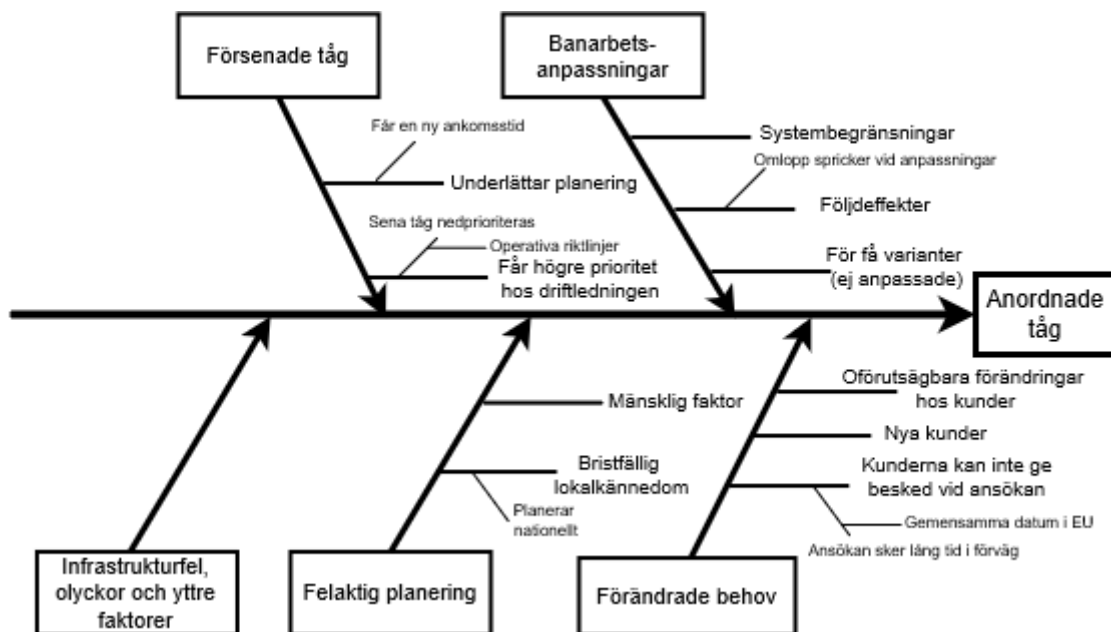 Försenade tåg
Banarbets-
anpassningar
Får en ny ankomsttid
Underlättar planering
Sena tåg nedprioriteras
Operativa riktlinjer
Får högre prioritet
hos driftledningen
Systembegränsningar
Omlopp spricker vid anpassningar
Följdeffekter
För få varianter
(ej anpassade)
Anordnade
tåg
Mänsklig faktor
Bristfällig
lokalkännedom
Planerar
nationellt
Oförutsägbara förändringar
hos kunder
Nya kunder
Kunderna kan inte ge
besked vid ansökan
Gemensamma datum i EU
Ansökan sker lång tid i förväg
Infrastrukturfel,
olyckor och yttre
faktorer
Felaktig planering
Förändrade behov